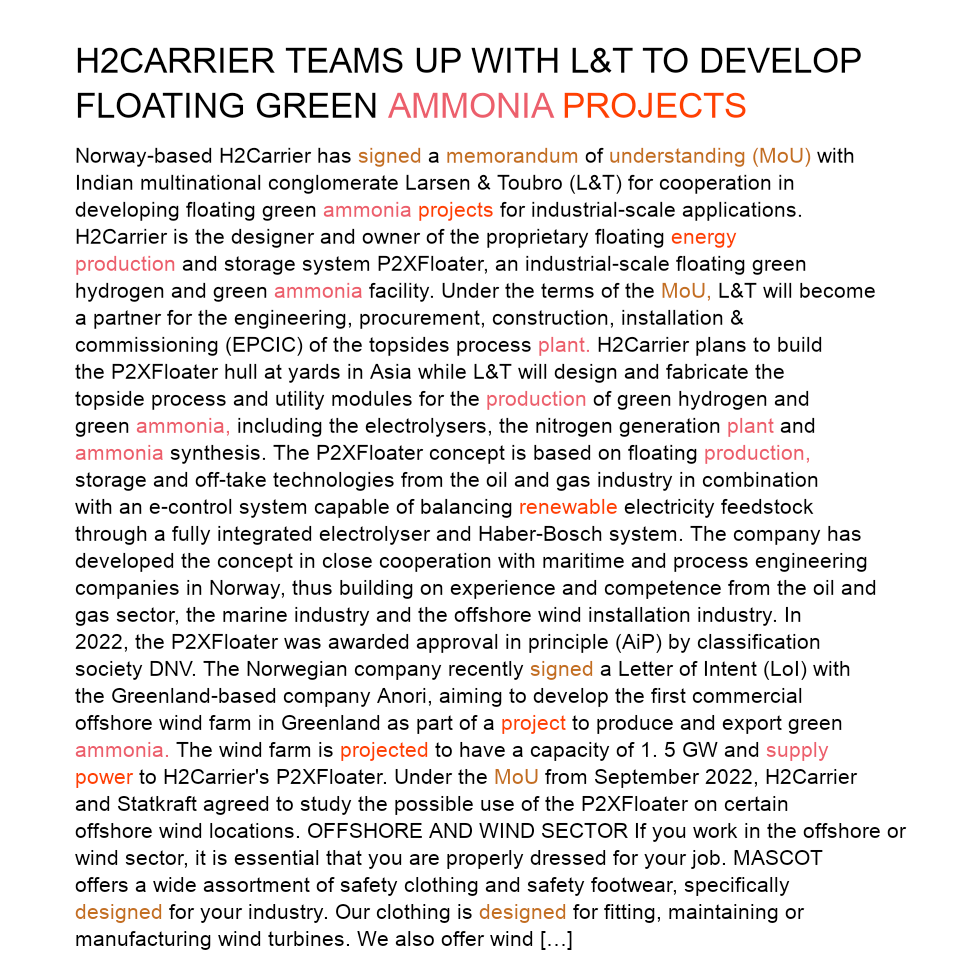 H2CARRIER TEAMS UP WITH L&T TO DEVELOP
FLOATING GREEN AMMONIA PROJECTS
Norway-based H2Carrier has signed a memorandum of understanding (MoU) with
Indian multinational conglomerate Larsen & Toubro (L&T) for cooperation in
developing floating green ammonia projects for industrial-scale applications.
H2Carrier is the designer and owner of the proprietary floating energy
production and storage system P2XFloater, an industrial-scale floating green
hydrogen and green ammonia facility. Under the terms of the MoU, L&T will become
a partner for the engineering, procurement, construction, installation &
commissioning (EPCIC) of the topsides process plant. H2Carrier plans to build
the P2XFloater hull at yards in Asia while L&T will design and fabricate the
topside process and utility modules for the production of green hydrogen and
green ammonia, including the electrolysers, the nitrogen generation plant and
ammonia synthesis. The P2XFloater concept is based on floating production,
storage and off-take technologies from the oil and gas industry in combination
with an e-control system capable of balancing renewable electricity feedstock
through a fully integrated electrolyser and Haber-Bosch system. The company has
developed the concept in close cooperation with maritime and process engineering
companies in Norway, thus building on experience and competence from the oil and
gas sector, the marine industry and the offshore wind installation industry. In
2022, the P2XFloater was awarded approval in principle (AiP) by classification
society DNV. The Norwegian company recently signed a Letter of Intent (LoI) with
the Greenland-based company Anori, aiming to develop the first commercial
offshore wind farm in Greenland as part of a project to produce and export green
ammonia. The wind farm is projected to have a capacity of 1. 5 GW and supply
power to H2Carrier's P2XFloater. Under the MoU from September 2022, H2Carrier
and Statkraft agreed to study the possible use of the P2XFloater on certain
offshore wind locations. OFFSHORE AND WIND SECTOR If you work in the offshore or
wind sector, it is essential that you are properly dressed for your job. MASCOT
offers a wide assortment of safety clothing and safety footwear, specifically
designed for your industry. Our clothing is designed for fitting, maintaining or
manufacturing wind turbines. We also offer wind […]